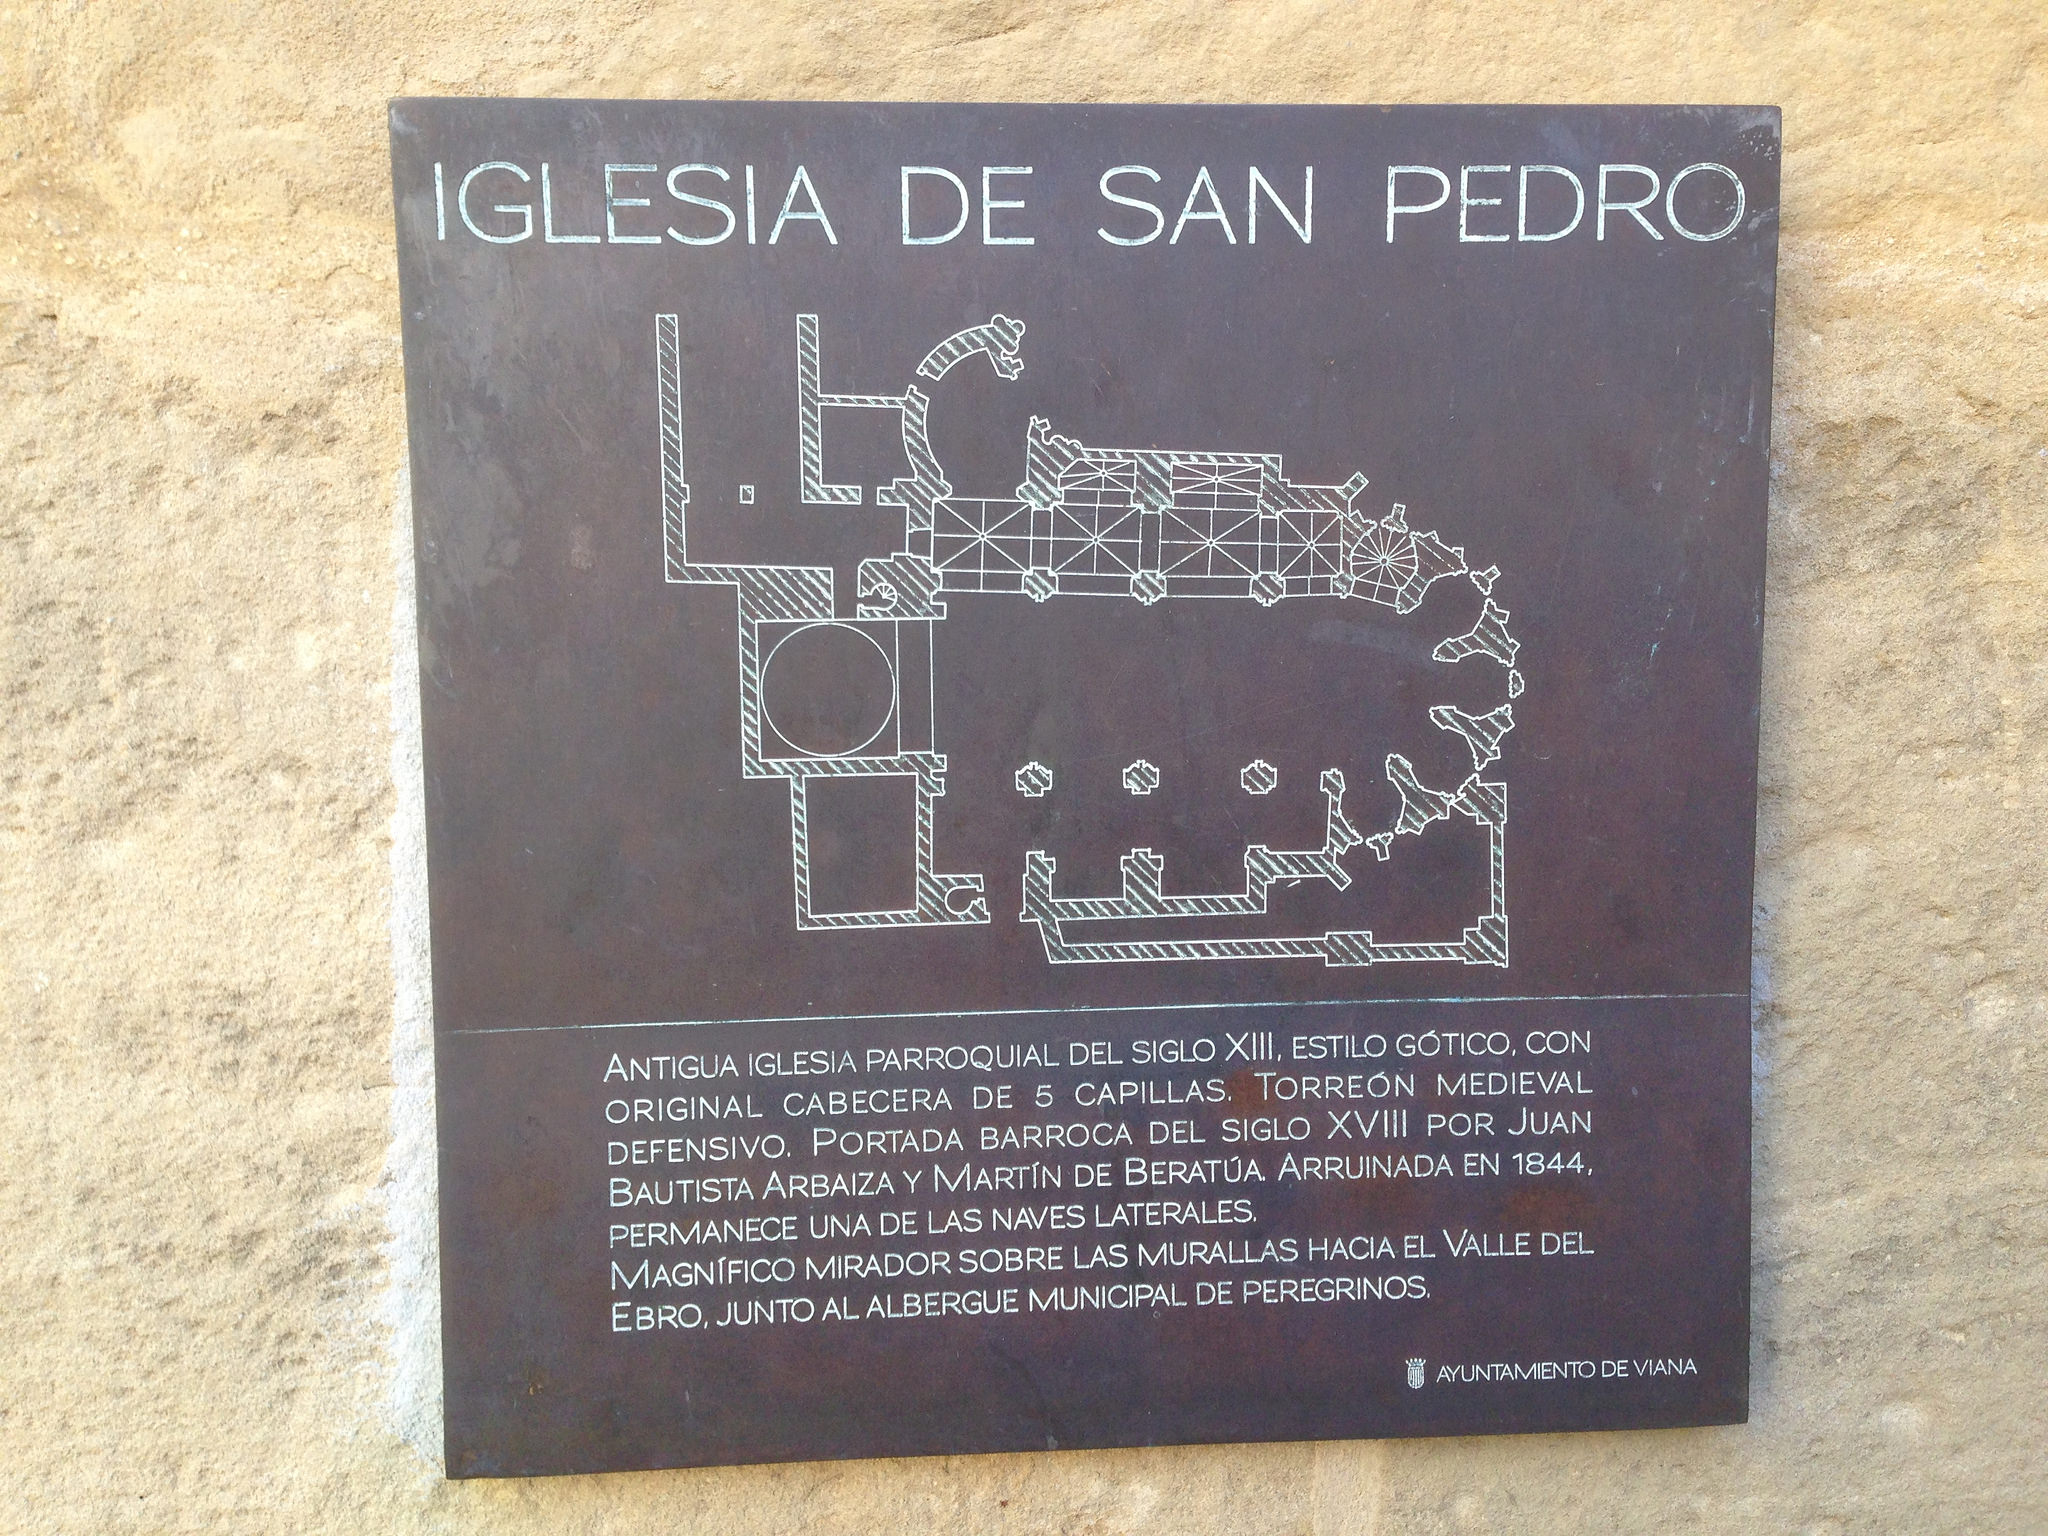 IGLESIA DE SAN PEDRO
ANTIGUA IGLESIA PARROQUIAL DEL SIGLO XIII, ESTILO GÓTICO, CON
ORIGINAL CABECERA DE 5 CAPILLAS. TORREÓN MEDIEVAL
DEFENSIVO. PORTADA BARROCA DEL SIGLO XVIII POR JUAN
BAUTISTA ARBAIZA Y MARTÍN DE BERATÚA. ARRUINADA EN 1844,
PERMANECE UNA DE LAS NAVES LATERALES.
MAGNÍFICO MIRADOR SOBRE LAS MURALLAS HACIA EL VALLE DEL
EBRO, JUNTO AL ALBERGUE MUNICIPAL DE PEREGRINOS.
AYUNTAMIENTO DE VIANA